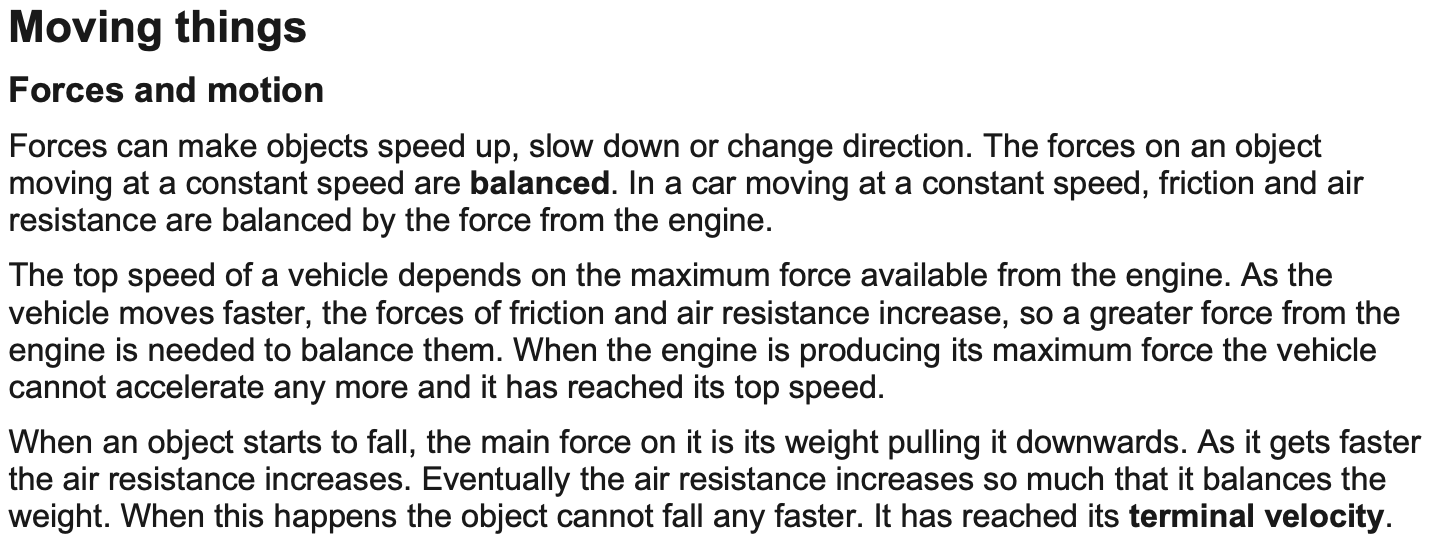 Moving things
Forces and motion
Forces can make objects speed up, slow down or change direction. The forces on an object
moving at a constant speed are balanced. In a car moving at a constant speed, friction and air
resistance are balanced by the force from the engine.
The top speed of a vehicle depends on the maximum force available from the engine. As the
vehicle moves faster, the forces of friction and air resistance increase, so a greater force from the
engine is needed to balance them. When the engine is producing its maximum force the vehicle
cannot accelerate any more and it has reached its top speed.
When an object starts to fall, the main force on it is its weight pulling it downwards. As it gets faster
the air resistance increases. Eventually the air resistance increases so much that it balances the
weight. When this happens the object cannot fall any faster. It has reached its terminal velocity.